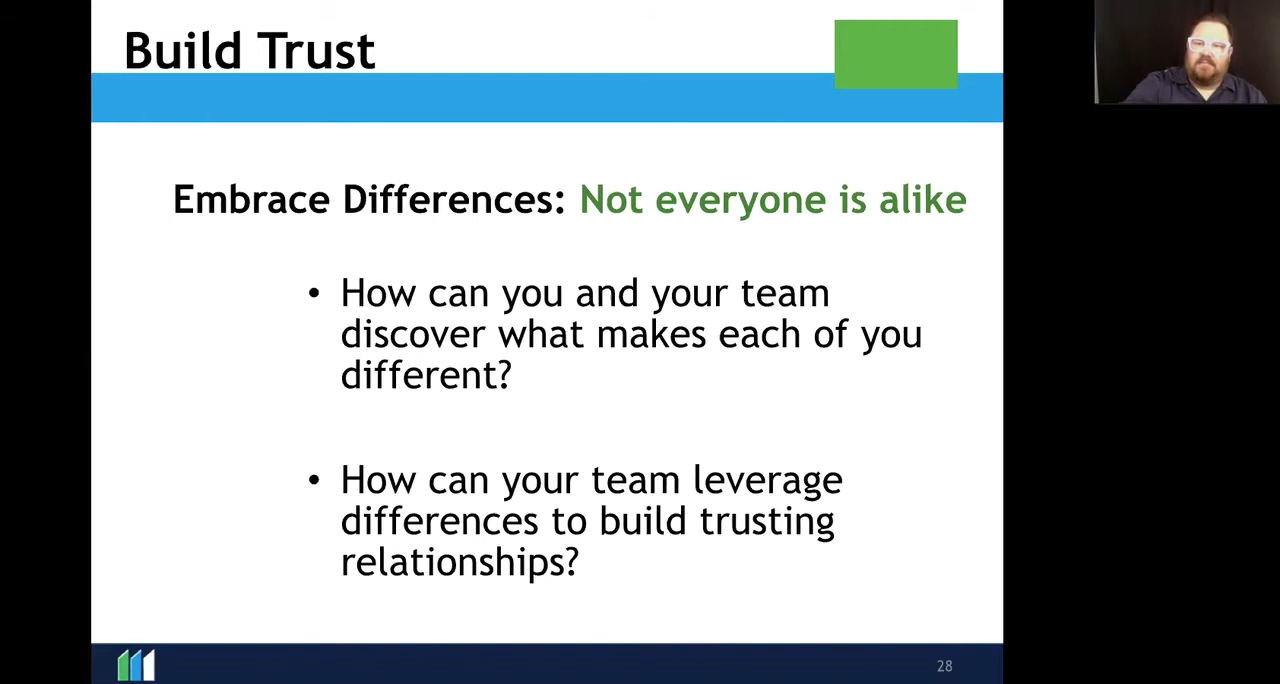 Build Trust
Embrace Differences: Not everyone is alike
• How can you and your team
discover what makes each of you
different?
• How can your team leverage
differences to build trusting
relationships?
28